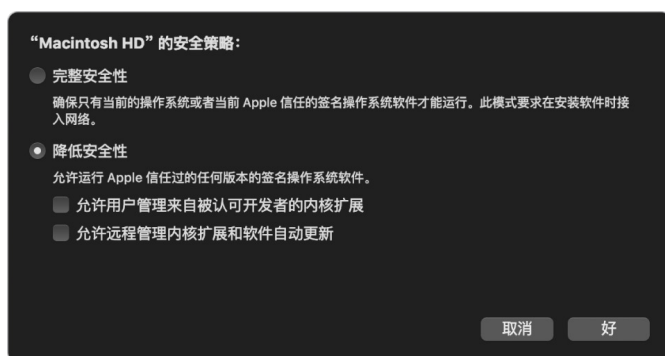 “Macintosh HD” 的安全策略：
完整安全性
确保只有当前的操作系统或者当前 Apple 信任的签名操作系统软件才能运行。此模式要求在安装软件时接
入网络。
降低安全性
允许运行 Apple 信任过的任何版本的签名操作系统软件。
允许用户管理来自被认可开发者的内核扩展
允许远程管理内核扩展和软件自动更新
取消 好